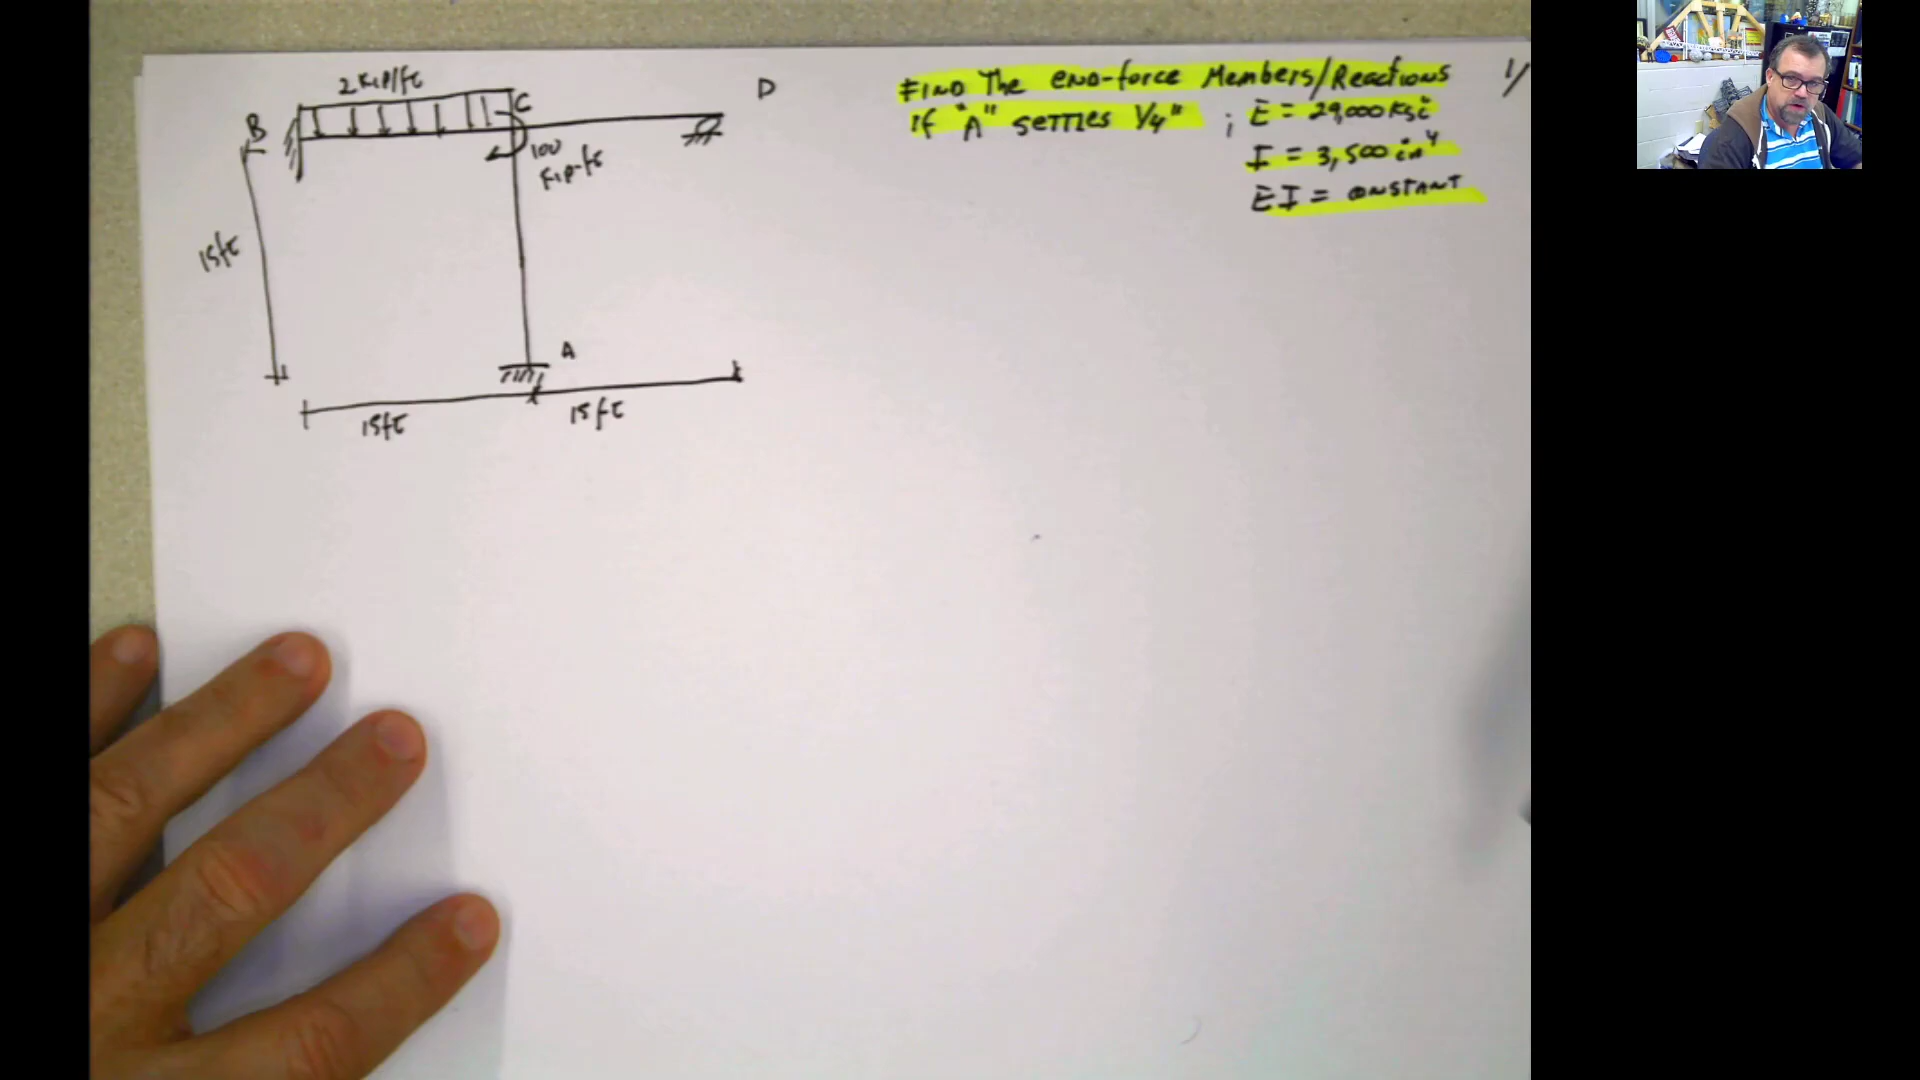 2 kip/ft
B
C
D
100
kip-ft
15ft
A
15ft
15ft
FIND THE END-force Members/Reactions
If "A" settles 1/4" ; E = 29,000 ksi
I = 3,500 in⁴
EI = constant
1/